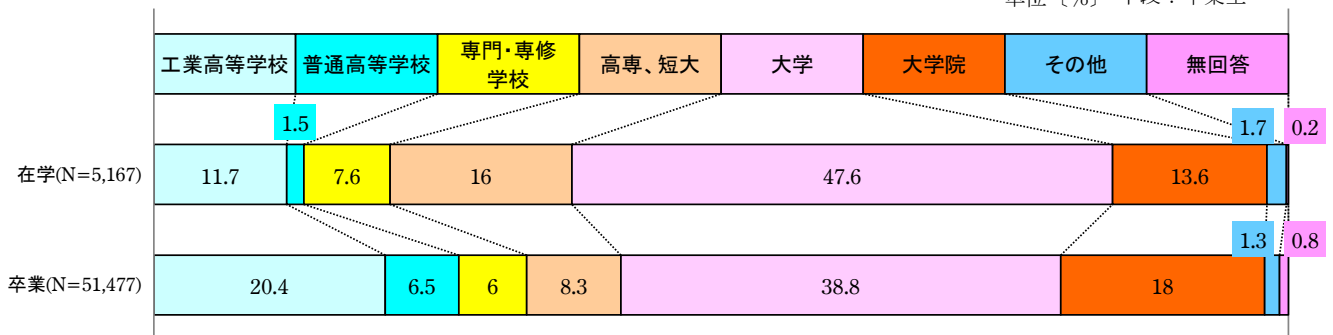 工業高等学校 普通高等学校 専門・専修学校 高専、短大 大学 大学院 その他 無回答
1.5 1.7 0.2
在学(N=5,167) 11.7 7.6 16 47.6 13.6
1.3 0.8
卒業(N=51,477) 20.4 6.5 6 8.3 38.8 18